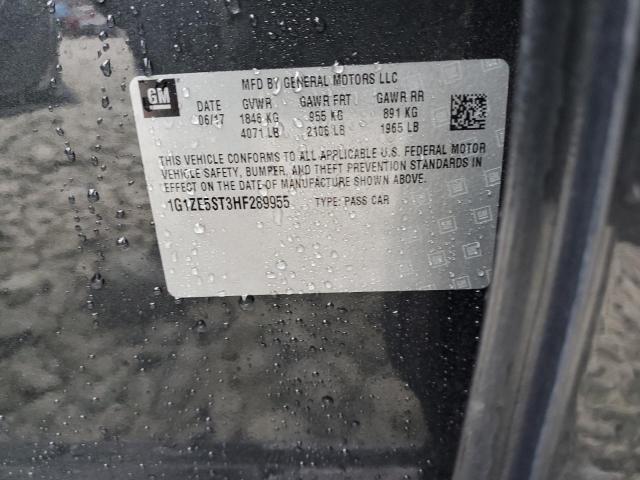 GM
MFD BY GENERAL MOTORS LLC
DATE GVWR GAWR FRT GAWR RR
06/17 1846 KG 955 KG 891 KG
4071 LB 2106 LB 1965 LB
THIS VEHICLE CONFORMS TO ALL APPLICABLE U.S. FEDERAL MOTOR
VEHICLE SAFETY, BUMPER, AND THEFT PREVENTION STANDARDS IN
EFFECT ON THE DATE OF MANUFACTURE SHOWN ABOVE.
1G1ZE5ST3HF289955 TYPE: PASS CAR